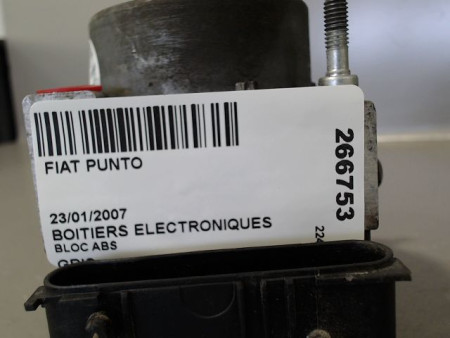 FIAT PUNTO
23/01/2007
BOITIERS ELECTRONIQUES
BLOC ABS
266753